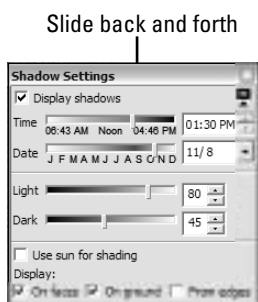 Slide back and forth
Shadow Settings
Display shadows
Time 06:43 AM Noon 04:46 PM 01:30 PM
Date J F M A M J J A S O N D 11/ 8
Light 80
Dark 45
Use sun for shading
Display:
On faces On ground From edges